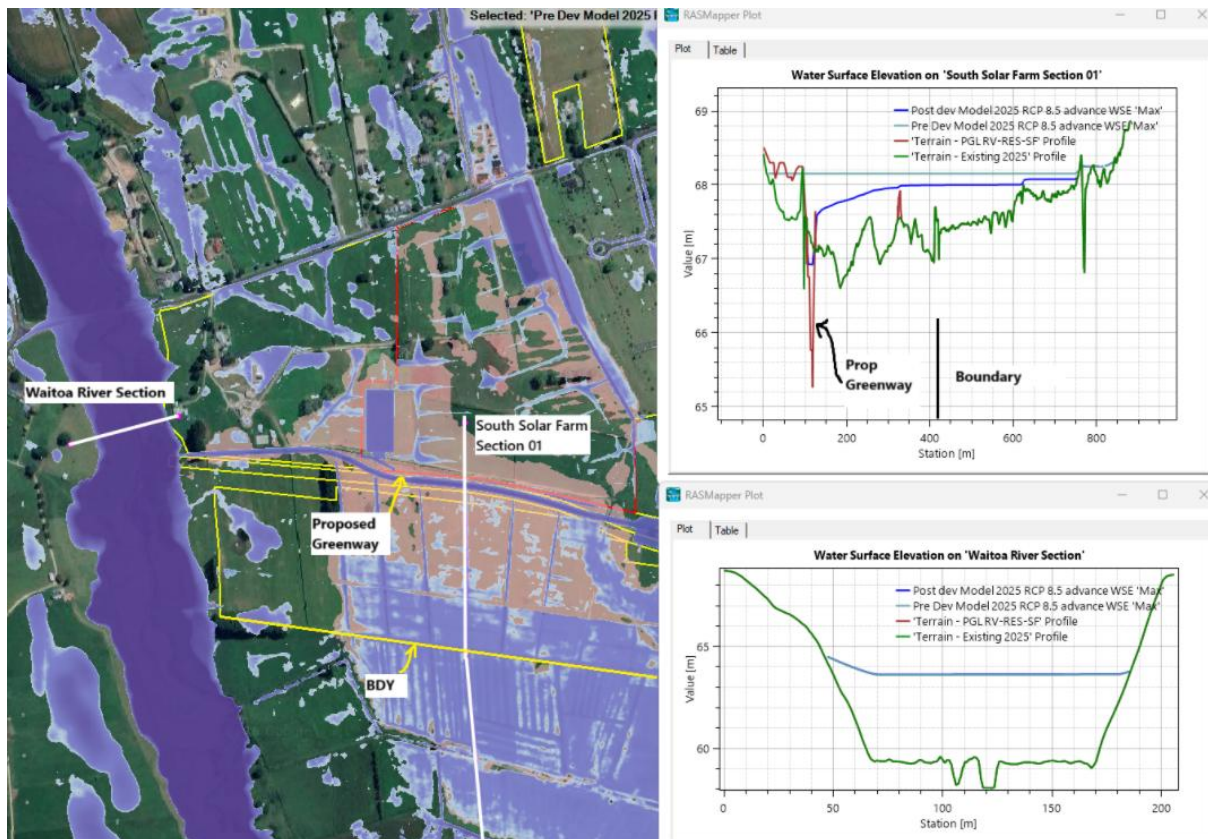 Selected: 'Pre Dev Model 2025
Waitoa River Section
South Solar Farm
Section 01
Proposed
Greenway
BDY
RASMapper Plot
Plot
Table
Water Surface Elevation on 'South Solar Farm Section 01'
Post dev Model 2025 RCP 8.5 advance WSE 'Max'
Pre Dev Model 2025 RCP 8.5 advance WSE 'Max'
'Terrain - PGLRV-RES-SF' Profile
'Terrain - Existing 2025' Profile
69
68
67
66
65
Value [m]
Prop
Greenway
Boundary
0 200 400 600 800
Station [m]
RASMapper Plot
Plot
Table
Water Surface Elevation on 'Waitoa River Section'
Post dev Model 2025 RCP 8.5 advance WSE 'Max'
Pre Dev Model 2025 RCP 8.5 advance WSE 'Max'
'Terrain - PGLRV-RES-SF' Profile
'Terrain - Existing 2025' Profile
65
60
Value [m]
0 50 100 150 200
Station [m]